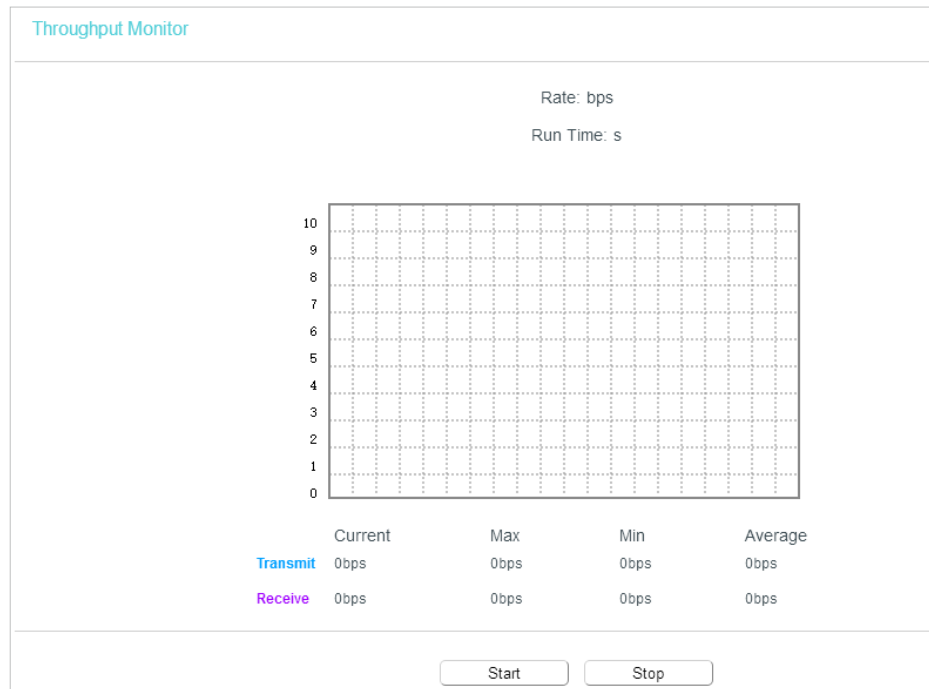 Throughput Monitor
Rate: bps
Run Time: s
10
9
8
7
6
5
4
3
2
1
0
Current Max Min Average
Transmit 0bps 0bps 0bps 0bps
Receive 0bps 0bps 0bps 0bps
Start Stop